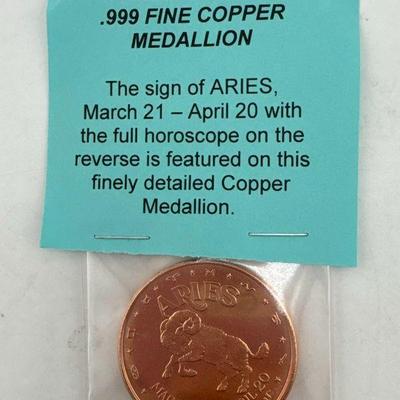 .999 FINE COPPER
MEDALLION
The sign of ARIES,
March 21 – April 20 with
the full horoscope on the
reverse is featured on this
finely detailed Copper
Medallion.
ARIES